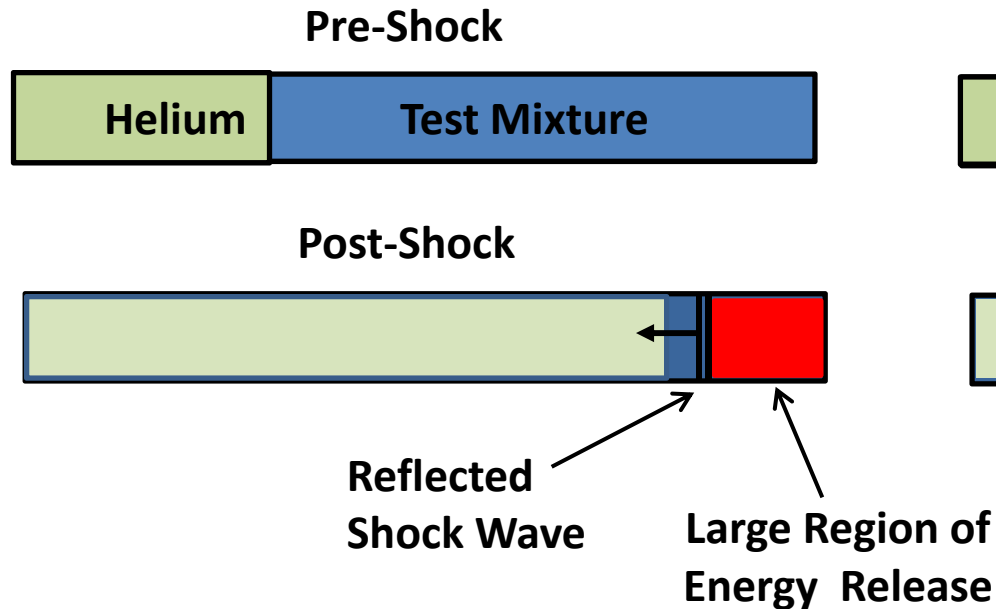 Pre-Shock
Helium
Test Mixture
Post-Shock
Reflected
Shock Wave
Large Region of
Energy Release